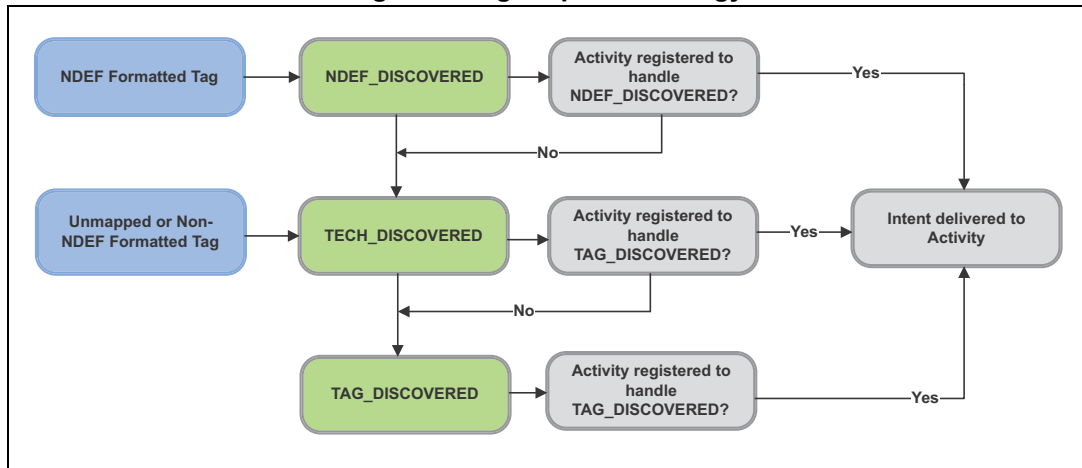 NDEF Formatted Tag
NDEF_DISCOVERED
Activity registered to
handle
NDEF_DISCOVERED?
Yes
No
Unmapped or Non-
NDEF Formatted Tag
TECH_DISCOVERED
Activity registered to
handle
TAG_DISCOVERED?
Yes
Intent delivered to
Activity
No
TAG_DISCOVERED
Activity registered to
handle
TAG_DISCOVERED?
Yes